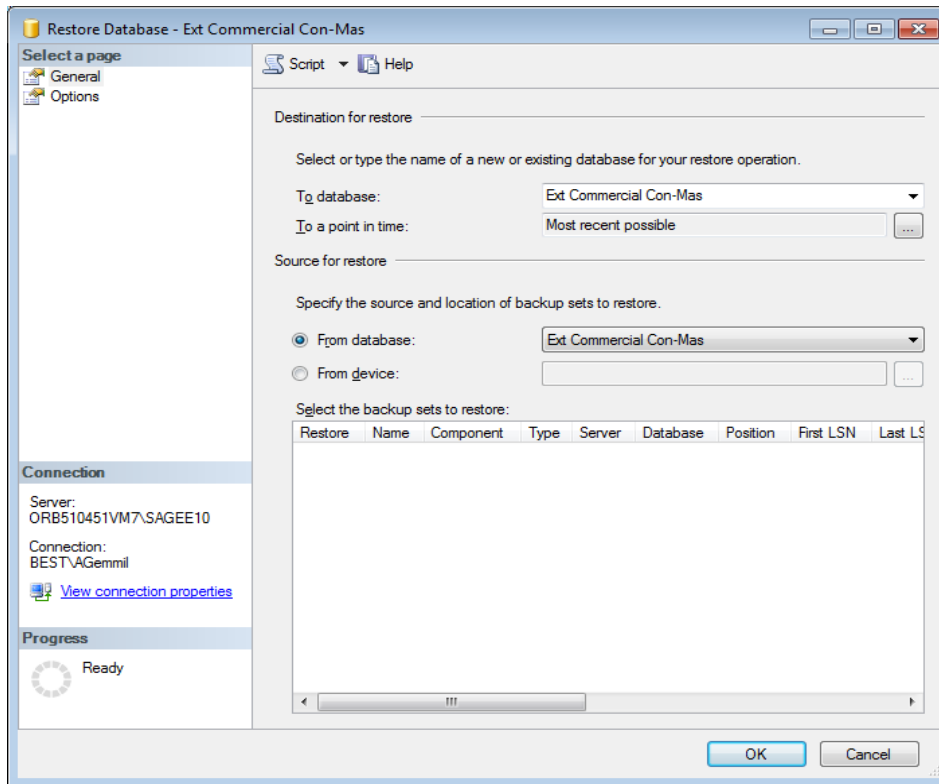 Restore Database - Ext Commercial Con-Mas
Select a page
General
Options
Script
Help
Destination for restore
Select or type the name of a new or existing database for your restore operation.
To database:
Ext Commercial Con-Mas
To a point in time:
Most recent possible
...
Source for restore
Specify the source and location of backup sets to restore.
From database:
Ext Commercial Con-Mas
From device:
...
Select the backup sets to restore:
Restore Name Component Type Server Database Position First LSN Last LS
Connection
Server:
ORB510451VM7\SAGEE10
Connection:
BEST\AGemmil
View connection properties
Progress
Ready
OK
Cancel